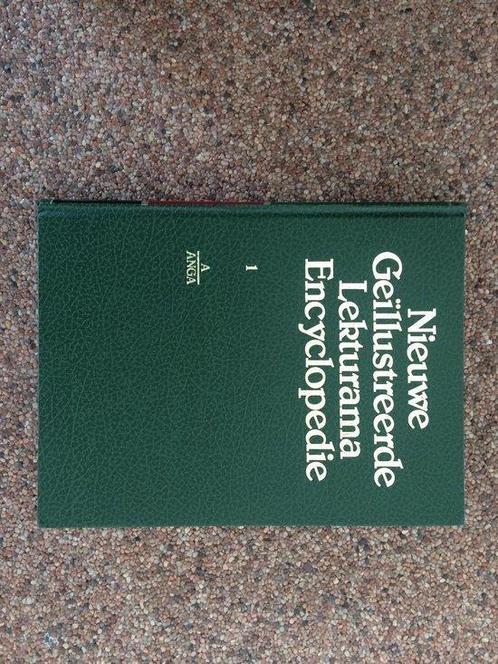 Nieuwe
Geïllustreerde
Lekturama
Encyclopedie
1
A
ANGA